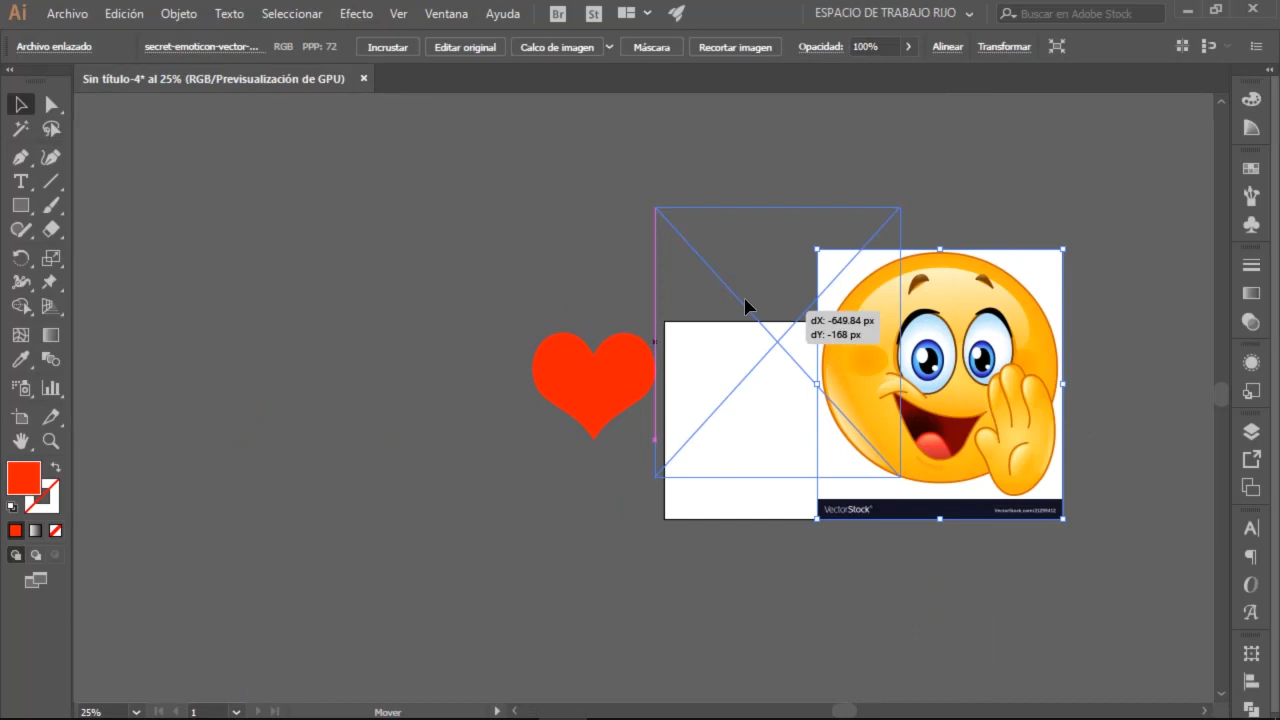 Ai Archivo Edición Objeto Texto Seleccionar Efecto Ver Ventana Ayuda Br St ESPACIO DE TRABAJO RIJO Buscar en Adobe Stock
Archivo enlazado secret-emoticon-vector-... RGB PPP: 72 Incrustar Editar original Calco de imagen Máscara Recortar imagen Opacidad: 100% Alinear Transformar
Sin título-4* al 25% (RGB/Previsualización de GPU)
dX: -649.84 px
dY: -168 px
VectorStock®
25% 1 Mover